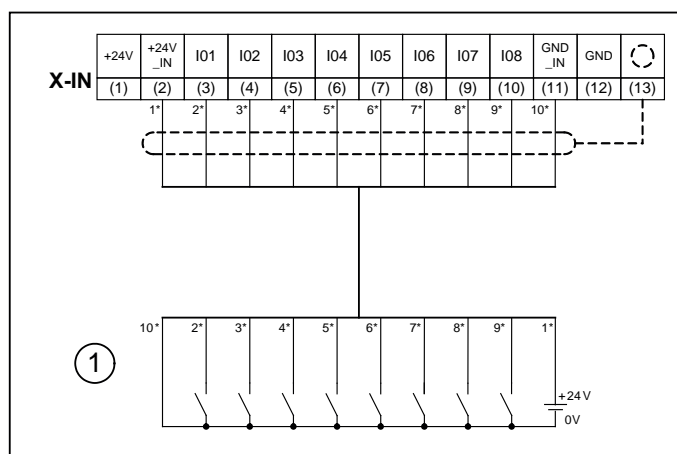 +24V +24V _IN I01 I02 I03 I04 I05 I06 I07 I08 GND _IN GND
X-IN (1) (2) (3) (4) (5) (6) (7) (8) (9) (10) (11) (12) (13)
1* 2* 3* 4* 5* 6* 7* 8* 9* 10*
10* 2* 3* 4* 5* 6* 7* 8* 9* 1*
1
+24V
0V